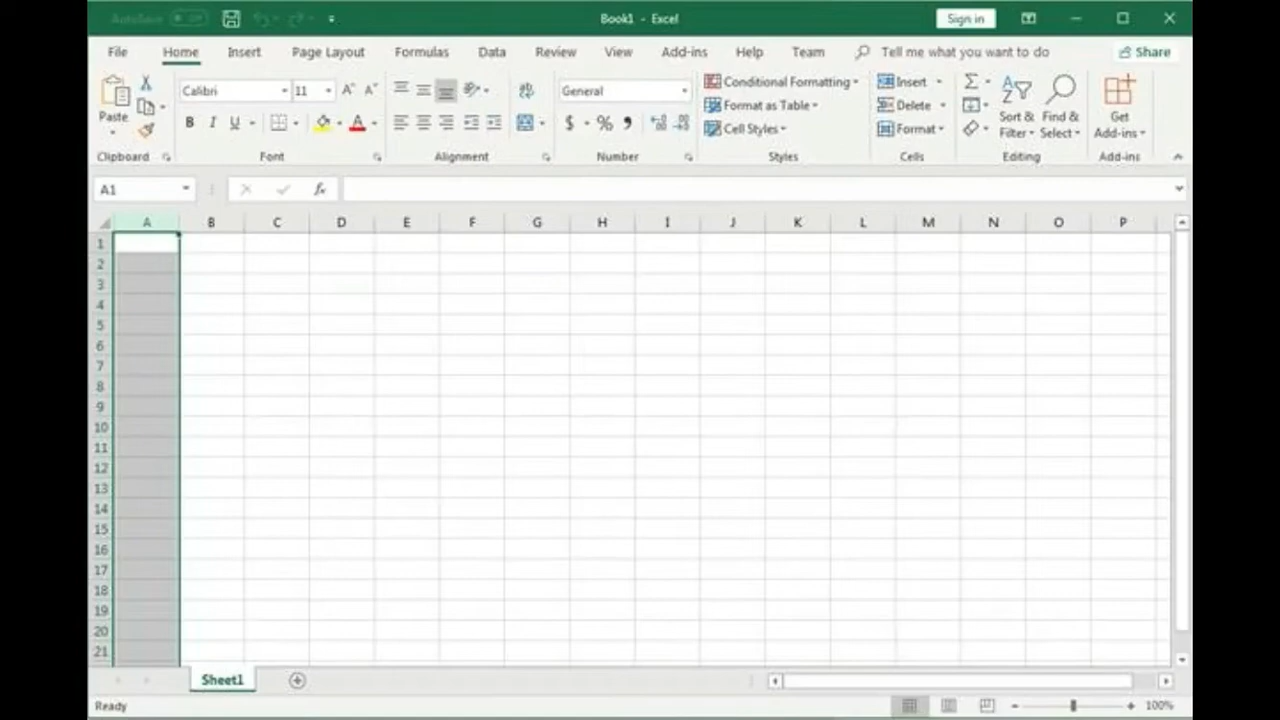 AutoSave Off Book1 - Excel Sign in
File Home Insert Page Layout Formulas Data Review View Add-ins Help Team Tell me what you want to do Share
Calibri 11 General Conditional Formatting Insert
Paste Format as Table Delete Sort & Find & Get
B I U $ % Cell Styles Format Filter Select Add-ins
Clipboard Font Alignment Number Styles Cells Editing Add-ins
A1 fx
A B C D E F G H I J K L M N O P
1
2
3
4
5
6
7
8
9
10
11
12
13
14
15
16
17
18
19
20
21
Sheet1
Ready 100%